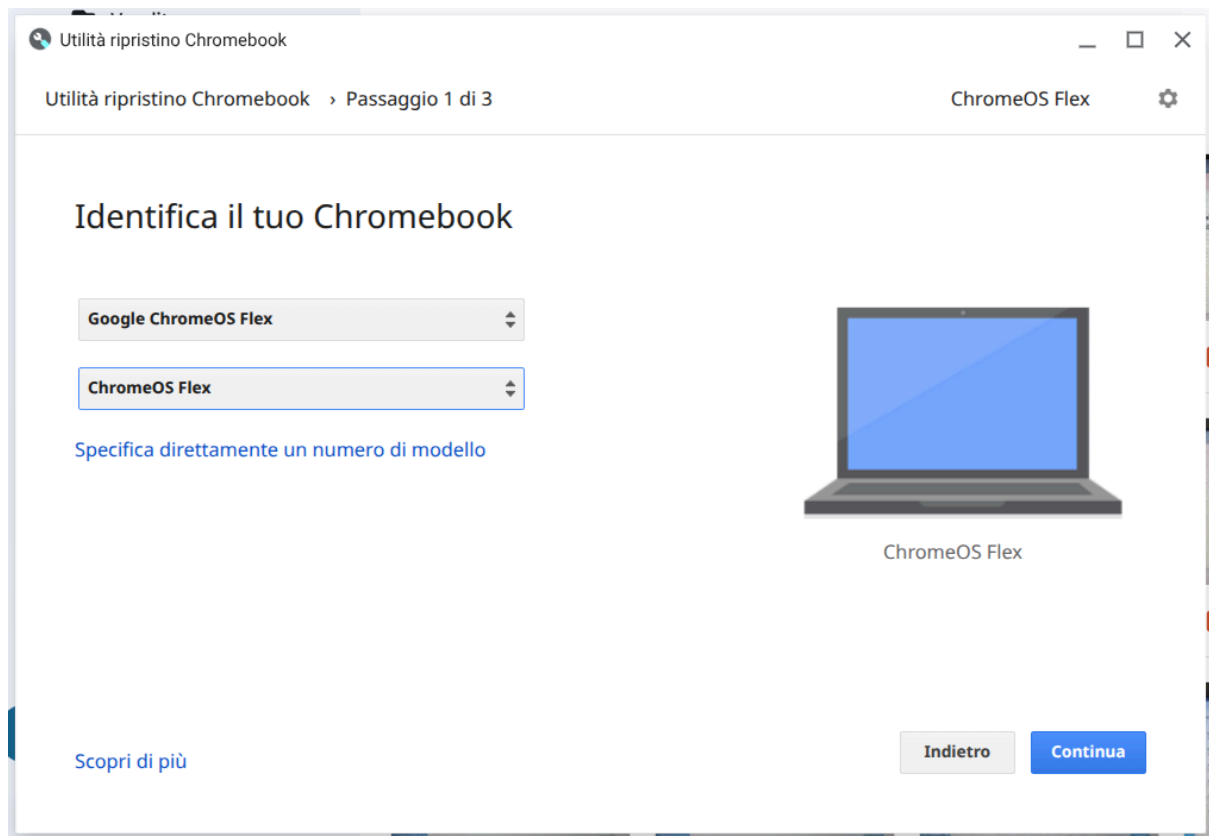 Utilità ripristino Chromebook
Utilità ripristino Chromebook › Passaggio 1 di 3
ChromeOS Flex
Identifica il tuo Chromebook
Google ChromeOS Flex
ChromeOS Flex
Specifica direttamente un numero di modello
ChromeOS Flex
Scopri di più
Indietro
Continua